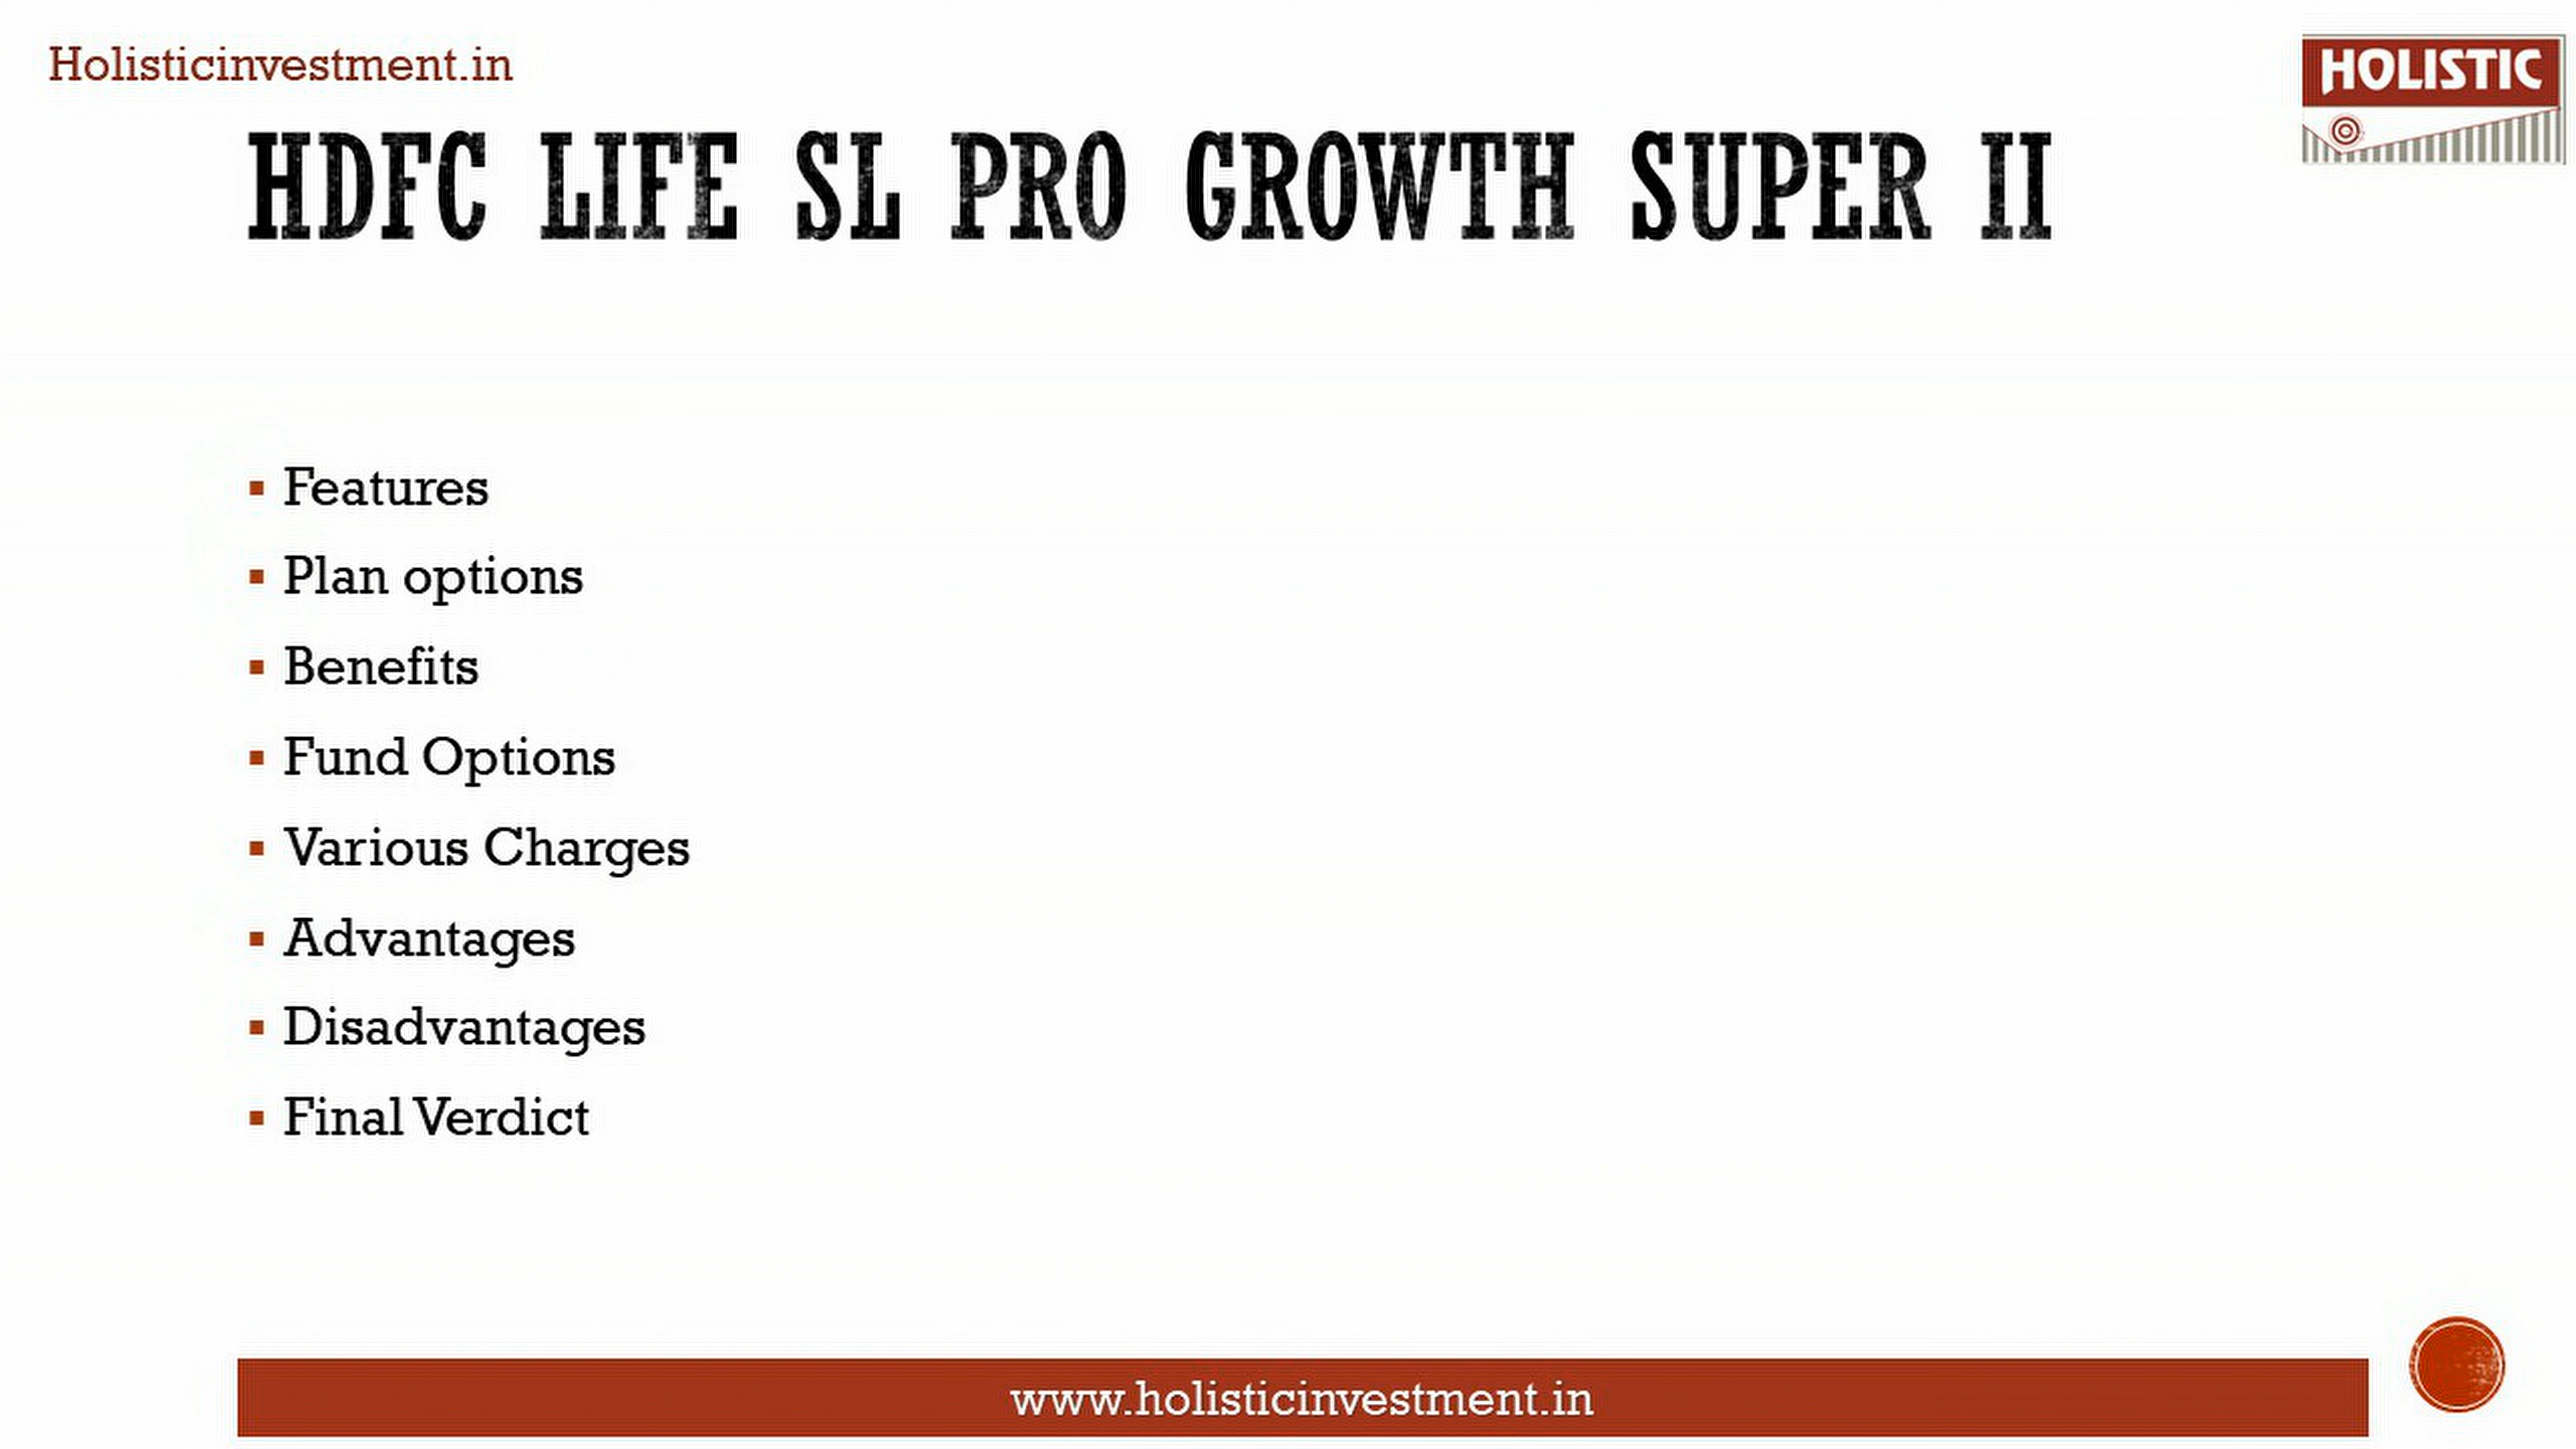 Holisticinvestment.in
HOLISTIC
HDFC LIFE SL PRO GROWTH SUPER II
Features
Plan options
Benefits
Fund Options
Various Charges
Advantages
Disadvantages
Final Verdict
www.holisticinvestment.in